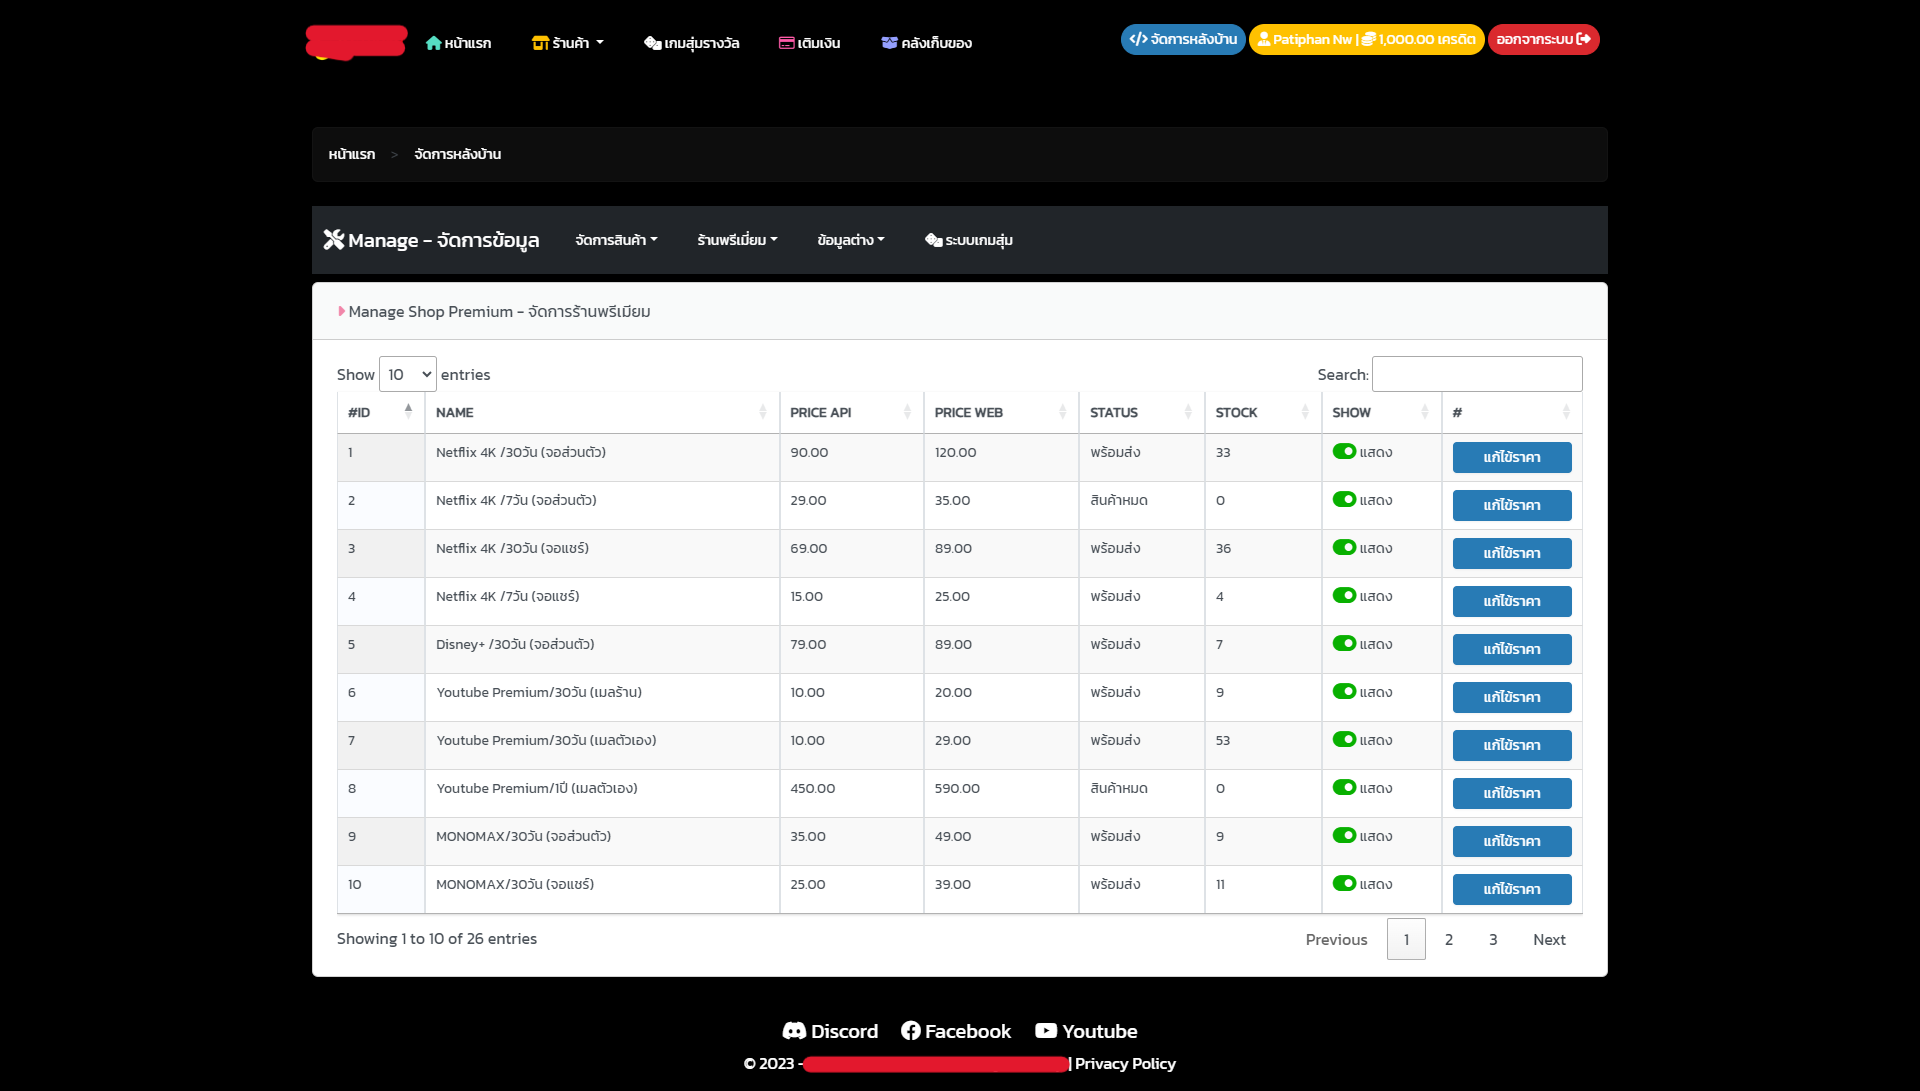 หน้าแรก ร้านค้า เกมสุ่มรางวัล เติมเงิน คลังเก็บของ จัดการหลังบ้าน Patiphan Nw | 1,000.00 เครดิต ออกจากระบบ
หน้าแรก > จัดการหลังบ้าน
Manage - จัดการข้อมูล จัดการสินค้า ร้านพรีเมี่ยม ข้อมูลต่าง ระบบเกมสุ่ม
Manage Shop Premium - จัดการร้านพรีเมียม
Show 10 entries Search:
#ID NAME PRICE API PRICE WEB STATUS STOCK SHOW #
1 Netflix 4K /30วัน (จอส่วนตัว) 90.00 120.00 พร้อมส่ง 33 แสดง แก้ไข้ราคา
2 Netflix 4K /7วัน (จอส่วนตัว) 29.00 35.00 สินค้าหมด 0 แสดง แก้ไข้ราคา
3 Netflix 4K /30วัน (จอแชร์) 69.00 89.00 พร้อมส่ง 36 แสดง แก้ไข้ราคา
4 Netflix 4K /7วัน (จอแชร์) 15.00 25.00 พร้อมส่ง 4 แสดง แก้ไข้ราคา
5 Disney+ /30วัน (จอส่วนตัว) 79.00 89.00 พร้อมส่ง 7 แสดง แก้ไข้ราคา
6 Youtube Premium/30วัน (เมลร้าน) 10.00 20.00 พร้อมส่ง 9 แสดง แก้ไข้ราคา
7 Youtube Premium/30วัน (เมลตัวเอง) 10.00 29.00 พร้อมส่ง 53 แสดง แก้ไข้ราคา
8 Youtube Premium/1ปี (เมลตัวเอง) 450.00 590.00 สินค้าหมด 0 แสดง แก้ไข้ราคา
9 MONOMAX/30วัน (จอส่วนตัว) 35.00 49.00 พร้อมส่ง 9 แสดง แก้ไข้ราคา
10 MONOMAX/30วัน (จอแชร์) 25.00 39.00 พร้อมส่ง 11 แสดง แก้ไข้ราคา
Showing 1 to 10 of 26 entries Previous 1 2 3 Next
Discord Facebook Youtube
© 2023 - | Privacy Policy